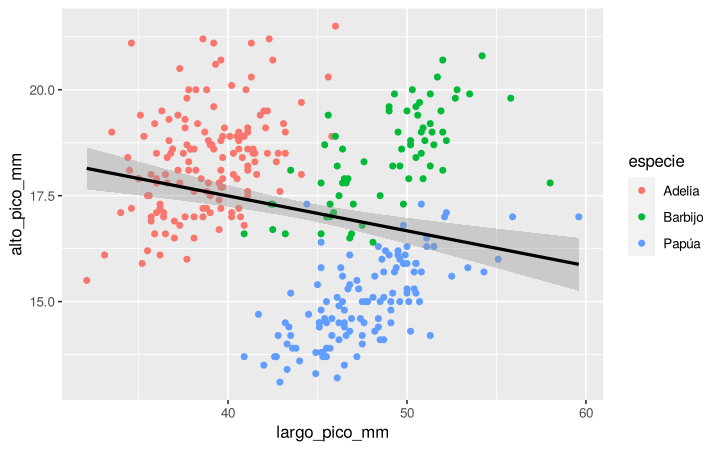 20.0
17.5
15.0
alto_pico_mm
40
50
60
largo_pico_mm
especie
Adelia
Barbijo
Papúa